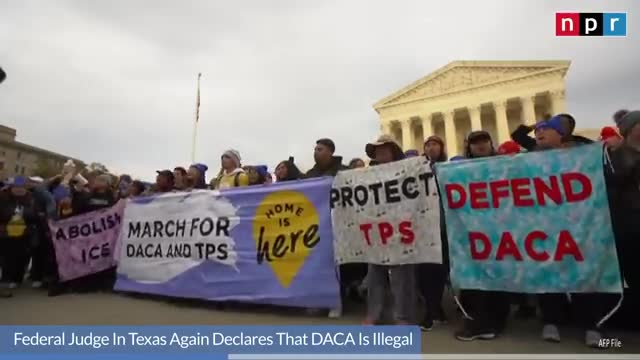 npr
ABOLISH
ICE
MARCH FOR
DACA AND TPS
HOME IS
here
PROTECT
TPS
DEFEND
DACA
Federal Judge In Texas Again Declares That DACA Is Illegal
AFP File